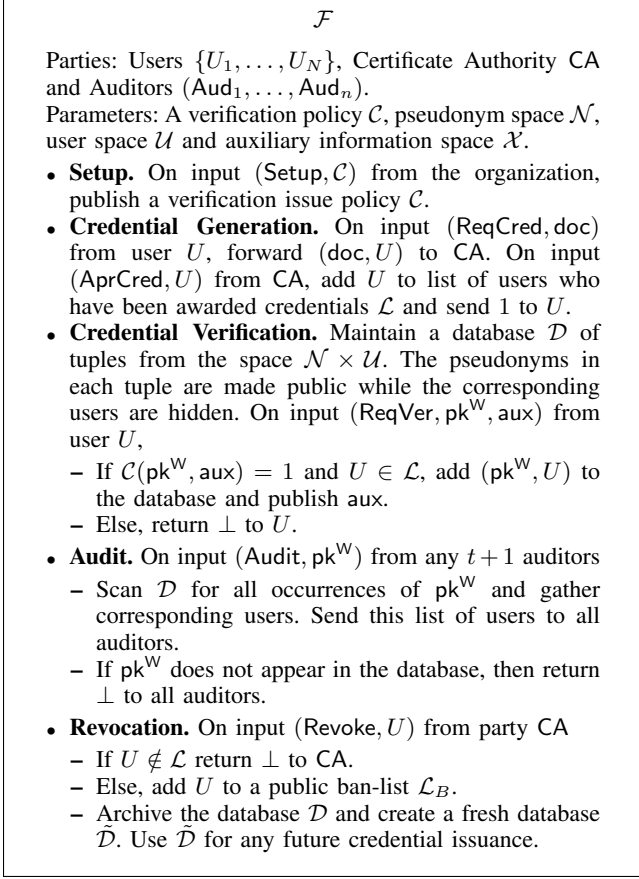 ℱ
Parties: Users {U₁, . . . , U_N}, Certificate Authority CA
and Auditors (Aud₁, . . . , Audₙ).
Parameters: A verification policy 𝒞, pseudonym space 𝒩,
user space 𝒰 and auxiliary information space 𝒳.
• Setup. On input (Setup, 𝒞) from the organization,
publish a verification issue policy 𝒞.
• Credential Generation. On input (ReqCred, doc)
from user U, forward (doc, U) to CA. On input
(AprCred, U) from CA, add U to list of users who
have been awarded credentials ℒ and send 1 to U.
• Credential Verification. Maintain a database 𝒟 of
tuples from the space 𝒩 × 𝒰. The pseudonyms in
each tuple are made public while the corresponding
users are hidden. On input (ReqVer, pk^W, aux) from
user U,
– If 𝒞(pk^W, aux) = 1 and U ∈ ℒ, add (pk^W, U) to
the database and publish aux.
– Else, return ⊥ to U.
• Audit. On input (Audit, pk^W) from any t + 1 auditors
– Scan 𝒟 for all occurrences of pk^W and gather
corresponding users. Send this list of users to all
auditors.
– If pk^W does not appear in the database, then return
⊥ to all auditors.
• Revocation. On input (Revoke, U) from party CA
– If U ∉ ℒ return ⊥ to CA.
– Else, add U to a public ban-list ℒ_B.
– Archive the database 𝒟 and create a fresh database
𝒟̃. Use 𝒟̃ for any future credential issuance.